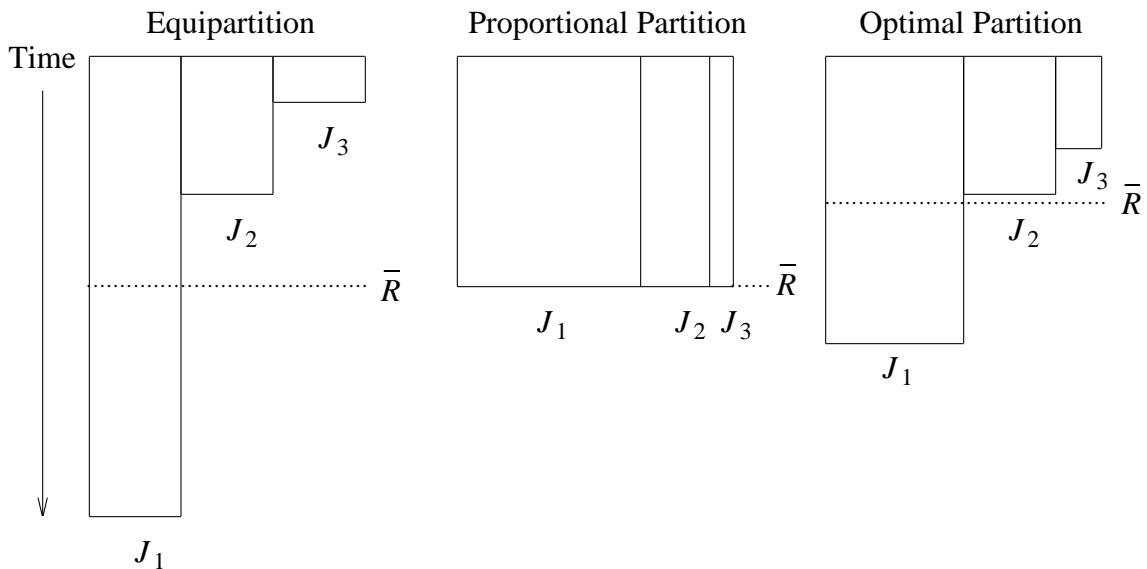 Equipartition
Proportional Partition
Optimal Partition
Time
J3
J2
R̅
J1
R̅
J1
J2
J3
J3
R̅
J2
J1